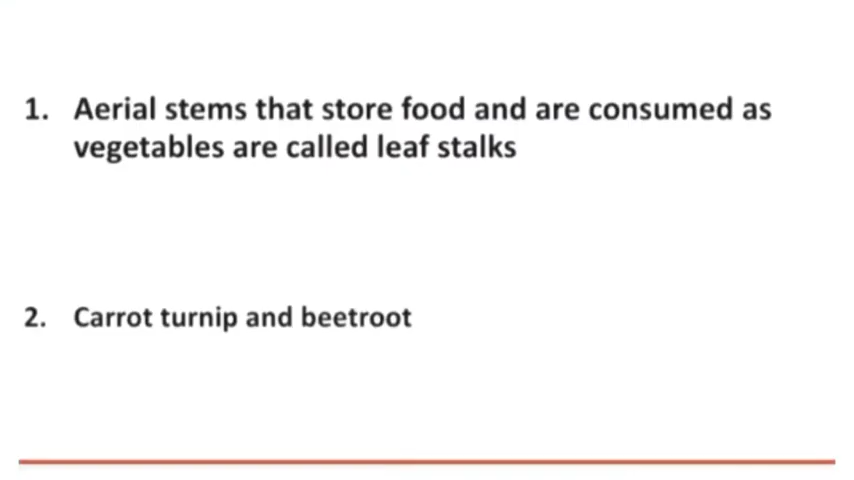 1. Aerial stems that store food and are consumed as
vegetables are called leaf stalks
2. Carrot turnip and beetroot